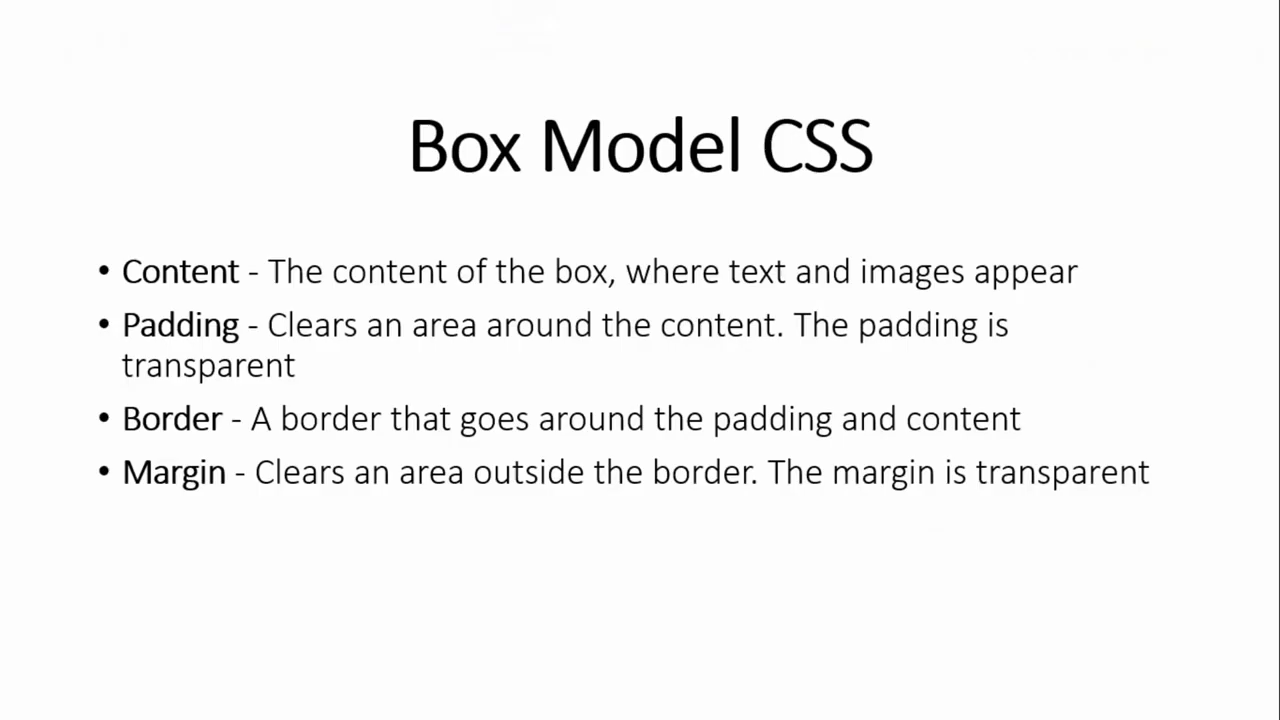 Box Model CSS
• Content - The content of the box, where text and images appear
• Padding - Clears an area around the content. The padding is
transparent
• Border - A border that goes around the padding and content
• Margin - Clears an area outside the border. The margin is transparent